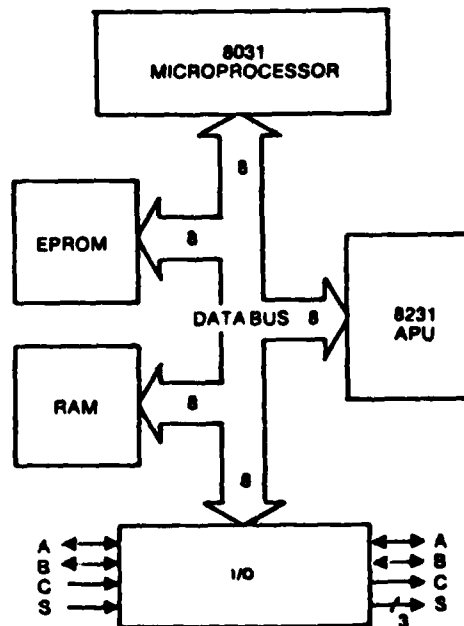 8031
MICROPROCESSOR
8
EPROM
8
DATA BUS 8
8231
APU
RAM
8
8
A
B
C
S
I/O
A
B
C
S
3